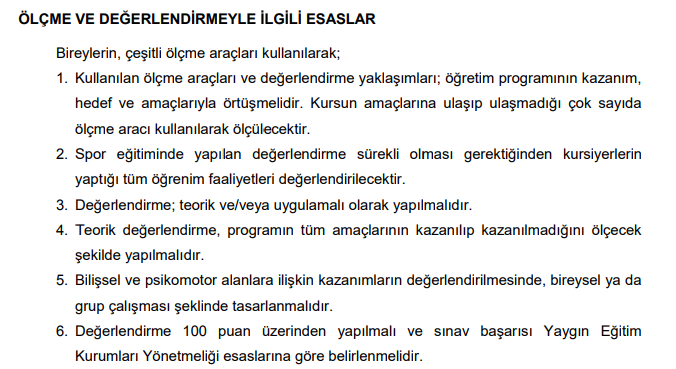 ÖLÇME VE DEĞERLENDİRMEYLE İLGİLİ ESASLAR
Bireylerin, çeşitli ölçme araçları kullanılarak;
1. Kullanılan ölçme araçları ve değerlendirme yaklaşımları; öğretim programının kazanım,
hedef ve amaçlarıyla örtüşmelidir. Kursun amaçlarına ulaşıp ulaşmadığı çok sayıda
ölçme aracı kullanılarak ölçülecektir.
2. Spor eğitiminde yapılan değerlendirme sürekli olması gerektiğinden kursiyerlerin
yaptığı tüm öğrenim faaliyetleri değerlendirilecektir.
3. Değerlendirme; teorik ve/veya uygulamalı olarak yapılmalıdır.
4. Teorik değerlendirme, programın tüm amaçlarının kazanılıp kazanılmadığını ölçecek
şekilde yapılmalıdır.
5. Bilişsel ve psikomotor alanlara ilişkin kazanımların değerlendirilmesinde, bireysel ya da
grup çalışması şeklinde tasarlanmalıdır.
6. Değerlendirme 100 puan üzerinden yapılmalı ve sınav başarısı Yaygın Eğitim
Kurumları Yönetmeliği esaslarına göre belirlenmelidir.